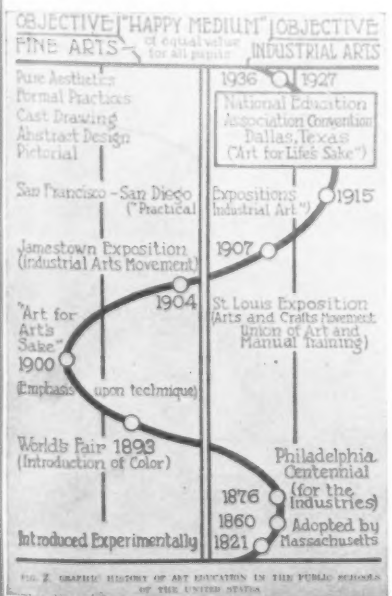 OBJECTIVE "HAPPY MEDIUM" OBJECTIVE
FINE ARTS of equal value for all pupils INDUSTRIAL ARTS
Pure Aesthetics
Formal Practices
Cast Drawing
Abstract Design
Pictorial
1936 1927
National Education
Association Convention
Dallas, Texas
("Art for Life's Sake")
San Francisco - San Diego Expositions 1915
("Practical Industrial Art")
Jamestown Exposition 1907
(Industrial Arts Movement)
1904
St. Louis Exposition
(Arts and Crafts Movement
Union of Art and
Manual Training)
"Art for
Art's
Sake"
1900
(Emphasis upon technique)
World's Fair 1893
(Introduction of Color)
Philadelphia
Centennial
1876 (for the
Industries)
1860 Adopted by
Introduced Experimentally 1821 Massachusetts
FIG. 2. GRAPHIC HISTORY OF ART EDUCATION IN THE PUBLIC SCHOOLS
OF THE UNITED STATES